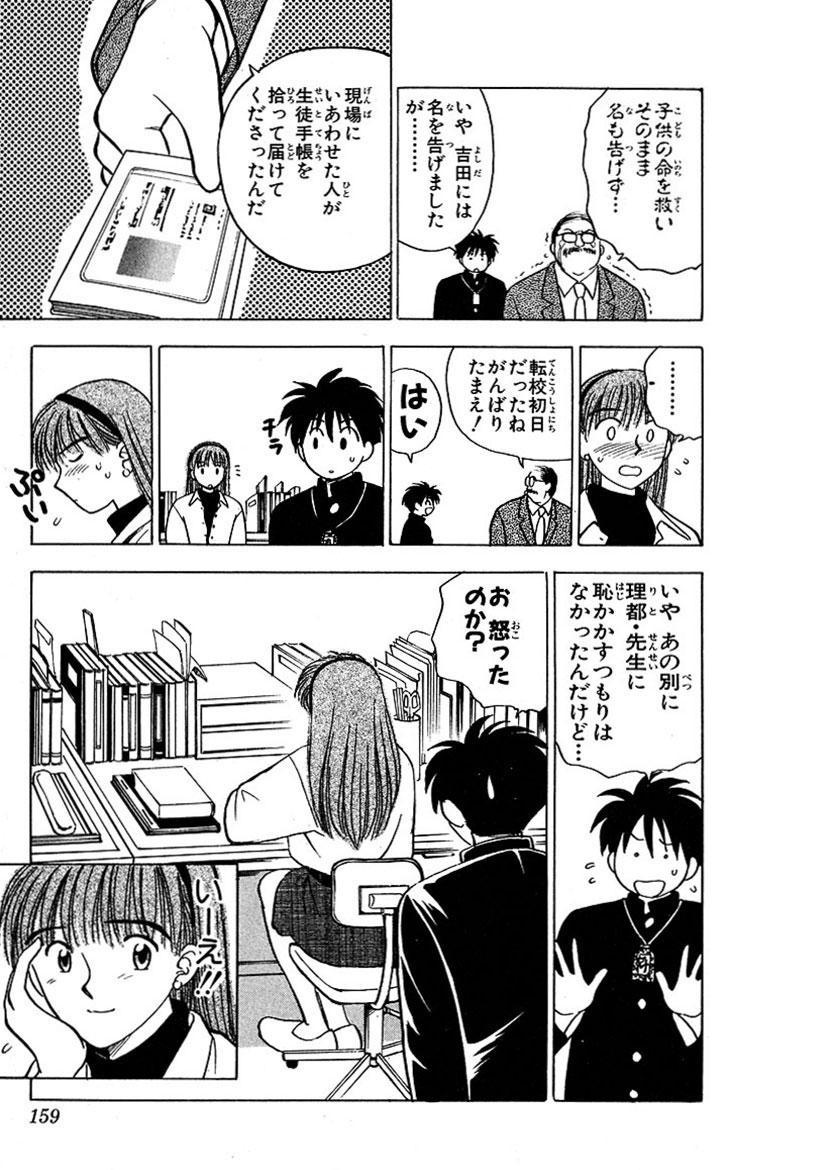 子供の命を救い
そのまま
名も告げず…
いや 吉田には
名を告げました
が………
現場に
いあわせた人が
生徒手帳を
拾って届けて
くださったんだ
………
転校初日
だったね
がんばり
たまえ!
はい
チラ
ぷい
いや あの別に
理都・先生に
恥かかすつもりは
なかったんだけど…
お 怒った
のか?
いーえ!!
159